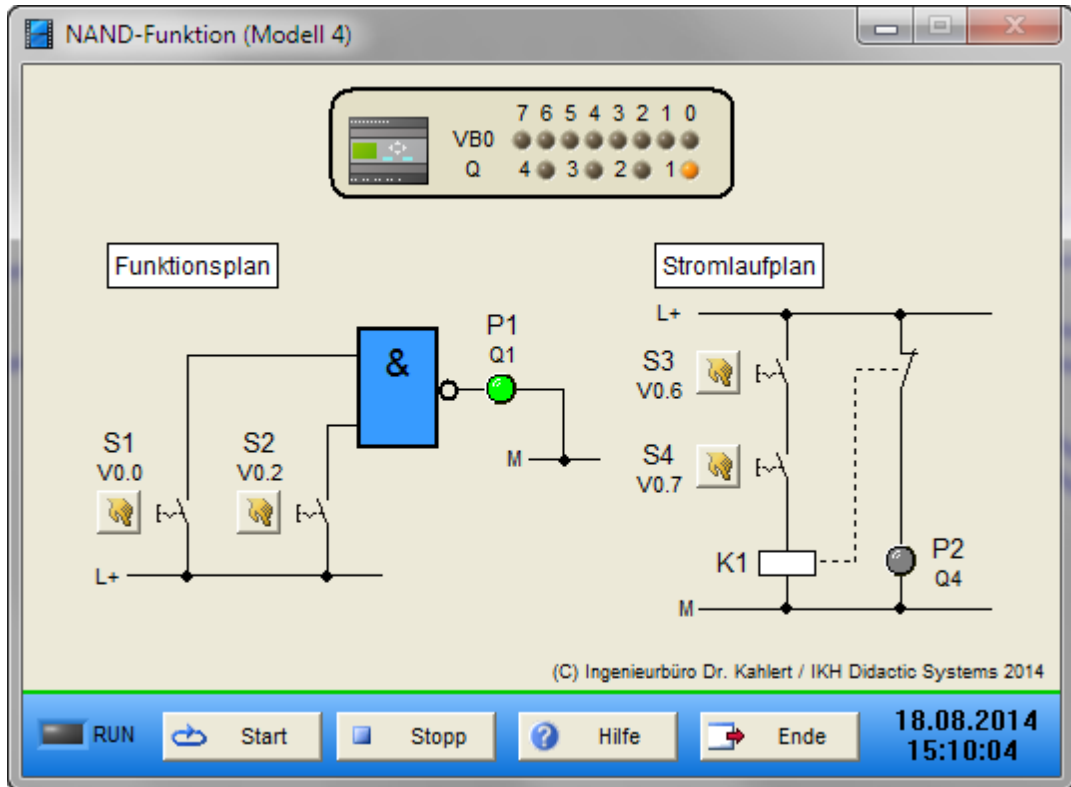 NAND-Funktion (Modell 4)
7 6 5 4 3 2 1 0
VB0
Q 4 3 2 1
Funktionsplan
Stromlaufplan
L+
P1
Q1
&
S3
V0.6
S1
V0.0
S2
V0.2
M
S4
V0.7
K1
P2
Q4
L+
M
(C) Ingenieurbüro Dr. Kahlert / IKH Didactic Systems 2014
RUN Start Stopp Hilfe Ende
18.08.2014
15:10:04